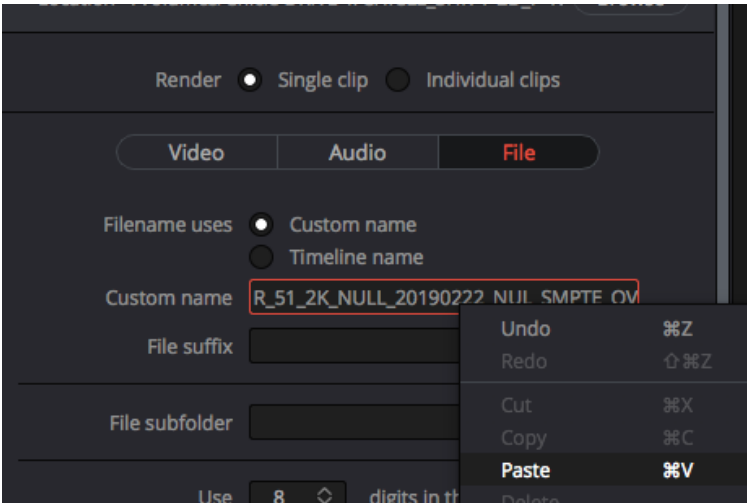 Render Single clip Individual clips
Video Audio File
Filename uses Custom name
Timeline name
Custom name R_51_2K_NULL_20190222_NUL_SMPTE_OV
File suffix
Undo ⌘Z
Redo ⇧⌘Z
Cut ⌘X
File subfolder
Copy ⌘C
Paste ⌘V
Use 8 digits in th
Delete